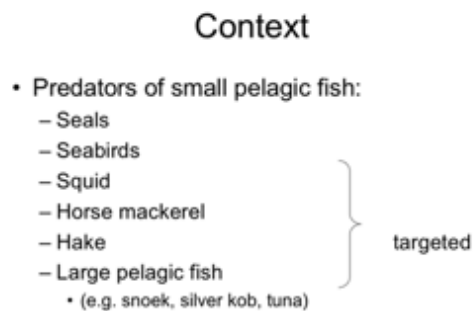 Context
• Predators of small pelagic fish:
– Seals
– Seabirds
– Squid
– Horse mackerel
– Hake
targeted
– Large pelagic fish
• (e.g. snoek, silver kob, tuna)